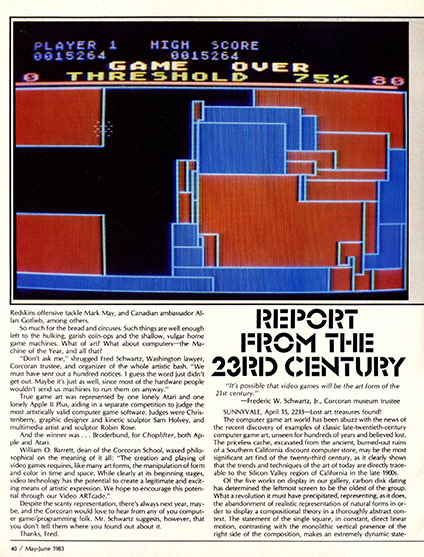 PLAYER 1 HIGH SCORE
0015264 0015264
GAME OVER
0 THRESHOLD 75% 80
Redskins offensive tackle Mark May, and Canadian ambassador Al-
lan Gotlieb, among others.
So much for the bread and circuses. Such things are well enough
left to the hulking, garish coin-ops and the shallow, vulgar home
game machines. What of art? What about computers—the Ma-
chine of the Year, and all that?
"Don't ask me," shrugged Fred Schwartz, Washington lawyer,
Corcoran trustee, and organizer of the whole artistic bash. "We
must have sent out a hundred notices. I guess the word just didn't
get out. Maybe it's just as well, since most of the hardware people
wouldn't send us machines to run them on anyway."
True game art was represented by one lonely Atari and one
lonely Apple II Plus, aiding in a separate competition to judge the
most artistically valid computer game software. Judges were Chris-
tenberry, graphic designer and kinetic sculptor Sam Holvey, and
multimedia artist and sculptor Robin Rose.
And the winner was . . . Broderbund, for Choplifter, both Ap-
ple and Atari.
William O. Barrett, dean of the Corcoran School, waxed philo-
sophical on the meaning of it all: "The creation and playing of
video games requires, like many art forms, the manipulation of form
and color in time and space. While clearly at its beginning stages,
video technology has the potential to create a legitimate and excit-
ing means of artistic expression. We hope to encourage this poten-
tial through our Video ARTcade."
Despite the scanty representation, there's always next year, may-
be, and the Corcoran would love to hear from any of you comput-
er game/programming folk. Mr. Schwartz suggests, however, that
you don't tell them where you found out about it.
Thanks, Fred.
REPORT
FROM THE
23RD CENTURY
"It's possible that video games will be the art form of the
21st century."
—Frederic W. Schwartz, Jr., Corcoran museum trustee
SUNNYVALE, April 15, 2233—Lost art treasures found!
The computer game art world has been abuzz with the news of
the recent discovery of examples of classic late-twentieth-century
computer game art, unseen for hundreds of years and believed lost.
The priceless cache, excavated from the ancient, burned-out ruins
of a Southern California discount computer store, may be the most
significant art find of the twenty-third century, as it clearly shows
that the trends and techniques of the art of today are directly trace-
able to the Silicon Valley region of California in the late 1900s.
Of the five works on display in our gallery, carbon disk dating
has determined the leftmost screen to be the oldest of the group.
What a revolution it must have precipitated, representing, as it does,
the abandonment of realistic representation of natural forms in or-
der to display a compositional theory in a thoroughly abstract con-
text. The statement of the single square, in constant, direct linear
motion, contrasting with the monolithic vertical presence of the
right side of the composition, makes an extremely dynamic state-
40 / May-June 1983